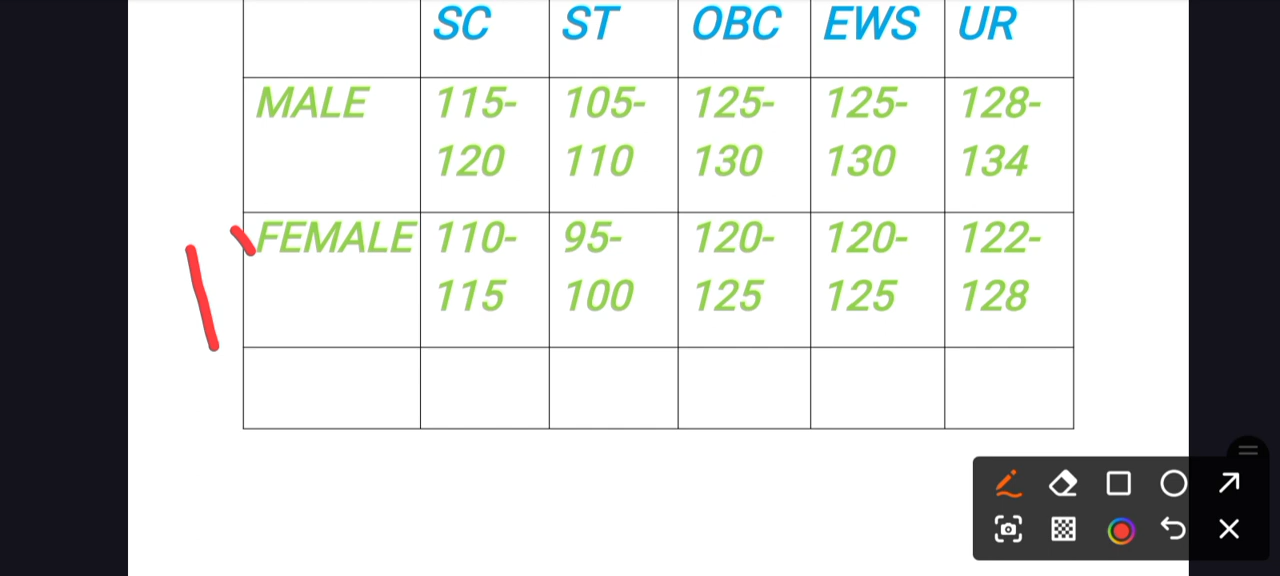 SC ST OBC EWS UR
MALE 115- 105- 125- 125- 128-
120 110 130 130 134
FEMALE 110- 95- 120- 120- 122-
115 100 125 125 128